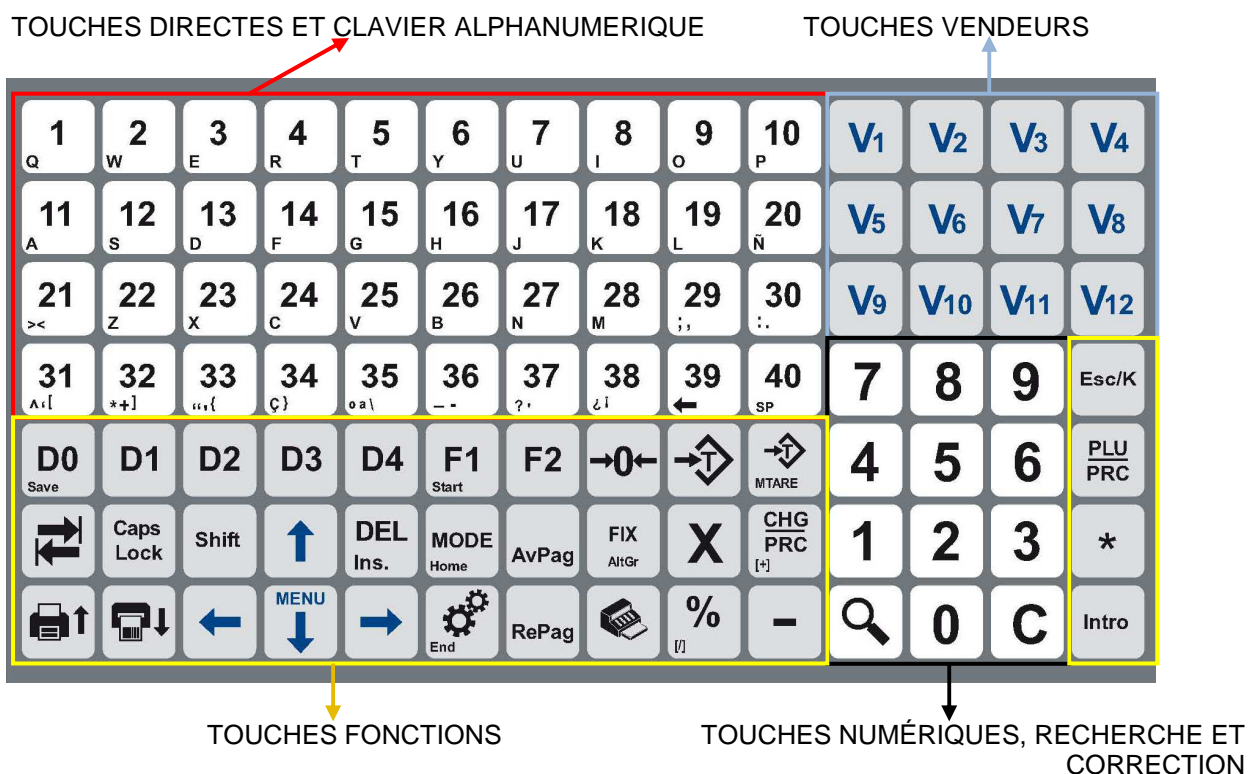 TOUCHES DIRECTES ET CLAVIER ALPHANUMERIQUE
TOUCHES VENDEURS
1 2 3 4 5 6 7 8 9 10 V1 V2 V3 V4
Q W E R T Y U I O P
11 12 13 14 15 16 17 18 19 20 V5 V6 V7 V8
A S D F G H J K L Ñ
21 22 23 24 25 26 27 28 29 30 V9 V10 V11 V12
>< Z X C V B N M ;, :.
31 32 33 34 35 36 37 38 39 40 7 8 9 Esc/K
^‘[ *+] “,{ Ç} oa\ _- ?' ¿¡ ← SP
D0 D1 D2 D3 D4 F1 F2 →0← →T →T 4 5 6 PLU
Save Start MTARE PRC
Caps Shift ↑ DEL MODE AvPag FIX X CHG 1 2 3 *
Lock Ins. Home AltGr PRC
[+]
↑ ↓ ← MENU → RePag % - 0 C Intro
↓ End [/]
TOUCHES FONCTIONS
TOUCHES NUMÉRIQUES, RECHERCHE ET
CORRECTION